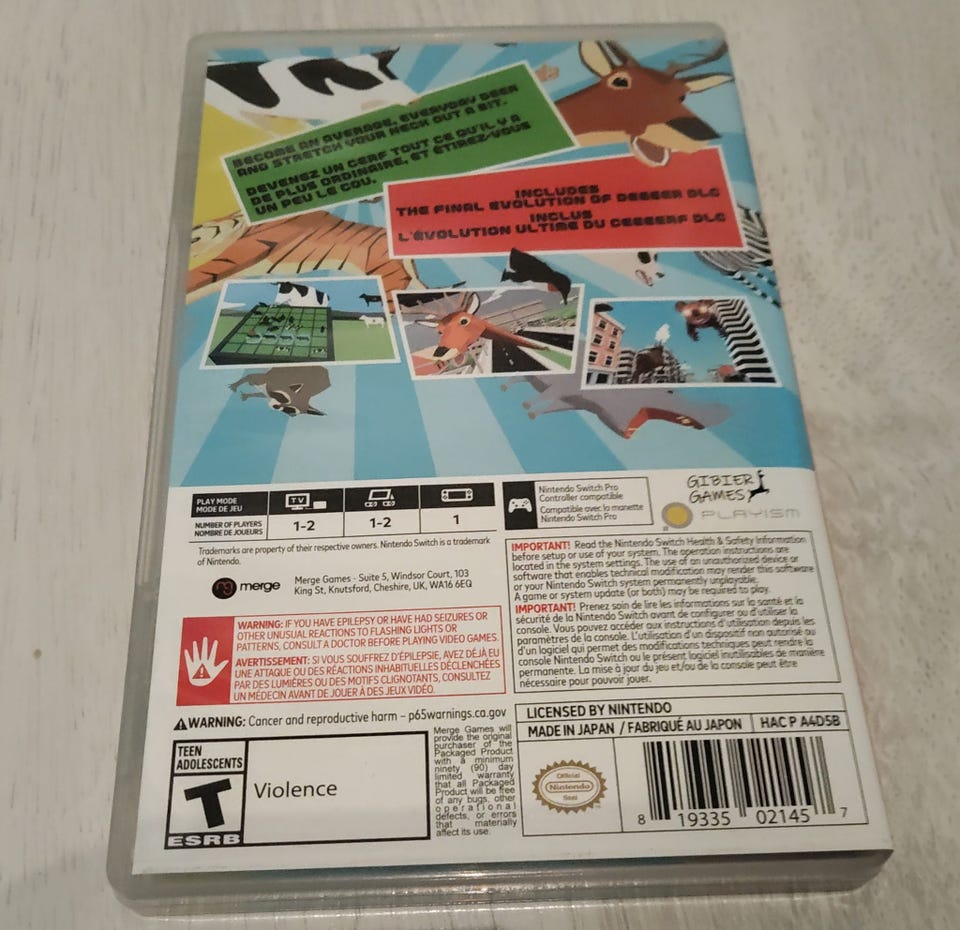 BECOME AN AVERAGE, EVERYDAY DEER
AND STRETCH YOUR NECK OUT A BIT.
DEVENEZ UN CERF TOUT CE QU'IL Y A
DE PLUS ORDINAIRE, ET ÉTIREZ-VOUS
UN PEU LE COU.
INCLUDES
THE FINAL EVOLUTION OF DEEEER DLC
INCLUS
L'ÉVOLUTION ULTIME DU CEEEERF DLC
PLAY MODE
MODE DE JEU
TV
NUMBER OF PLAYERS
NOMBRE DE JOUEURS
1-2
1-2
1
Nintendo Switch Pro
Controller compatible
Compatible avec la manette
Nintendo Switch Pro
GIBIER
GAMES
PLAYISM
Trademarks are property of their respective owners. Nintendo Switch is a trademark
of Nintendo.
merge
Merge Games - Suite 5, Windsor Court, 103
King St, Knutsford, Cheshire, UK, WA16 6EQ
WARNING: IF YOU HAVE EPILEPSY OR HAVE HAD SEIZURES OR
OTHER UNUSUAL REACTIONS TO FLASHING LIGHTS OR
PATTERNS, CONSULT A DOCTOR BEFORE PLAYING VIDEO GAMES.
AVERTISSEMENT: SI VOUS SOUFFREZ D'ÉPILEPSIE, AVEZ DÉJÀ EU
UNE ATTAQUE OU DES RÉACTIONS INHABITUELLES DÉCLENCHÉES
PAR DES LUMIÈRES OU DES MOTIFS CLIGNOTANTS, CONSULTEZ
UN MÉDECIN AVANT DE JOUER À DES JEUX VIDÉO.
IMPORTANT! Read the Nintendo Switch Health & Safety Information
before setup or use of your system. The operation instructions are
located in the system settings. The use of an unauthorized device or
software that enables technical modification may render this software
or your Nintendo Switch system permanently unplayable.
A game or system update (or both) may be required to play.
IMPORTANT! Prenez soin de lire les informations sur la santé et la
sécurité de la Nintendo Switch avant de configurer ou d'utiliser la
console. Vous pouvez accéder aux instructions d'utilisation depuis les
paramètres de la console. L'utilisation d'un dispositif non autorisé ou
d'un logiciel qui permet des modifications techniques peut rendre la
console Nintendo Switch ou le présent logiciel inutilisables de manière
permanente. La mise à jour du jeu et/ou de la console peut être
nécessaire pour pouvoir jouer.
WARNING: Cancer and reproductive harm – p65warnings.ca.gov
TEEN
ADOLESCENTS
T
ESRB
Violence
Merge Games will
provide the original
purchaser of the
Packaged Product
with a minimum
ninety (90) day
limited warranty
that all Packaged
Product will be free
of any bugs, other
operational
defects, or errors
that materially
affect its use.
LICENSED BY NINTENDO
MADE IN JAPAN / FABRIQUÉ AU JAPON
HAC P A4D5B
Official
Nintendo
Seal
8 19335 02145 7